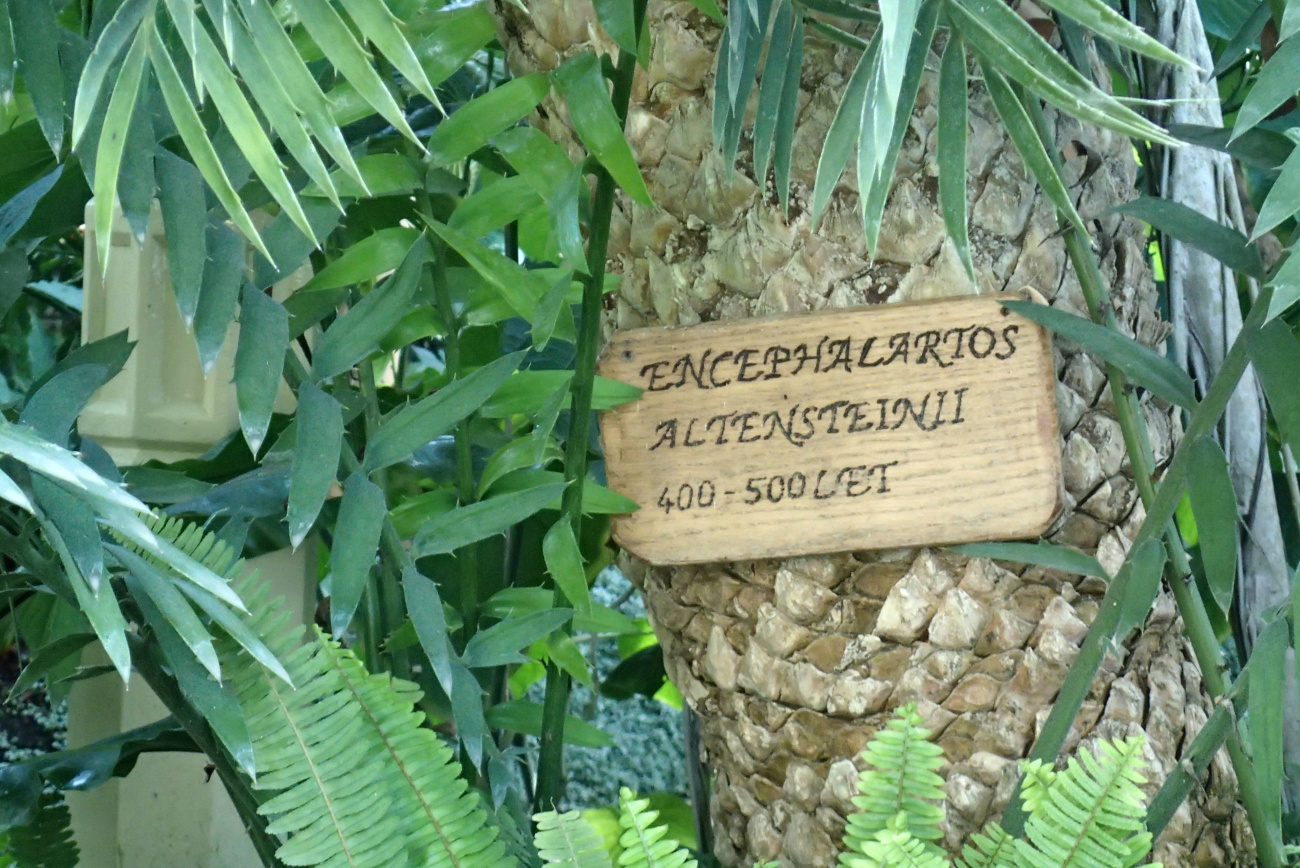 ENCEPHALARTOS
ALTENSTEINII
400-500 LET